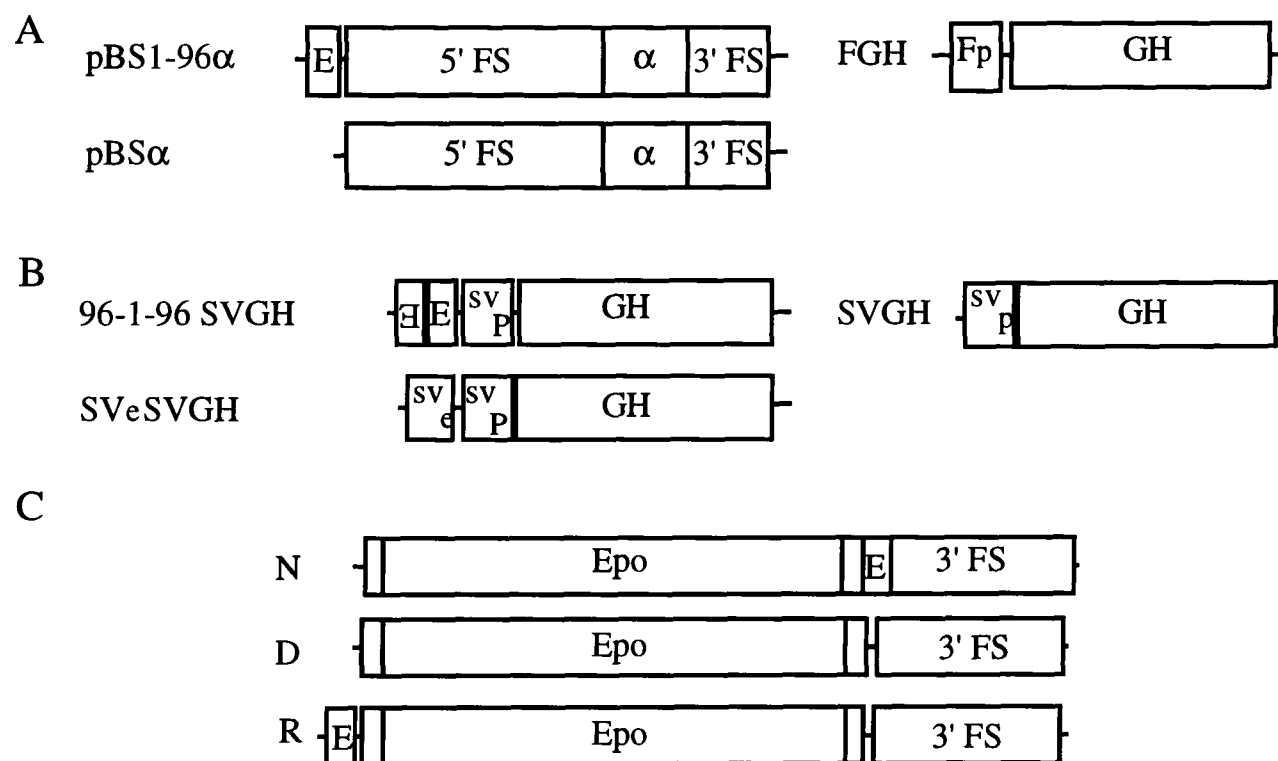 A
pBS1-96α E 5' FS α 3' FS FGH Fp GH
pBSα 5' FS α 3' FS
B
96-1-96 SVGH E E sv P GH SVGH sv p GH
SVeSVGH sv e sv P GH
C
N Epo E 3' FS
D Epo 3' FS
R E Epo 3' FS